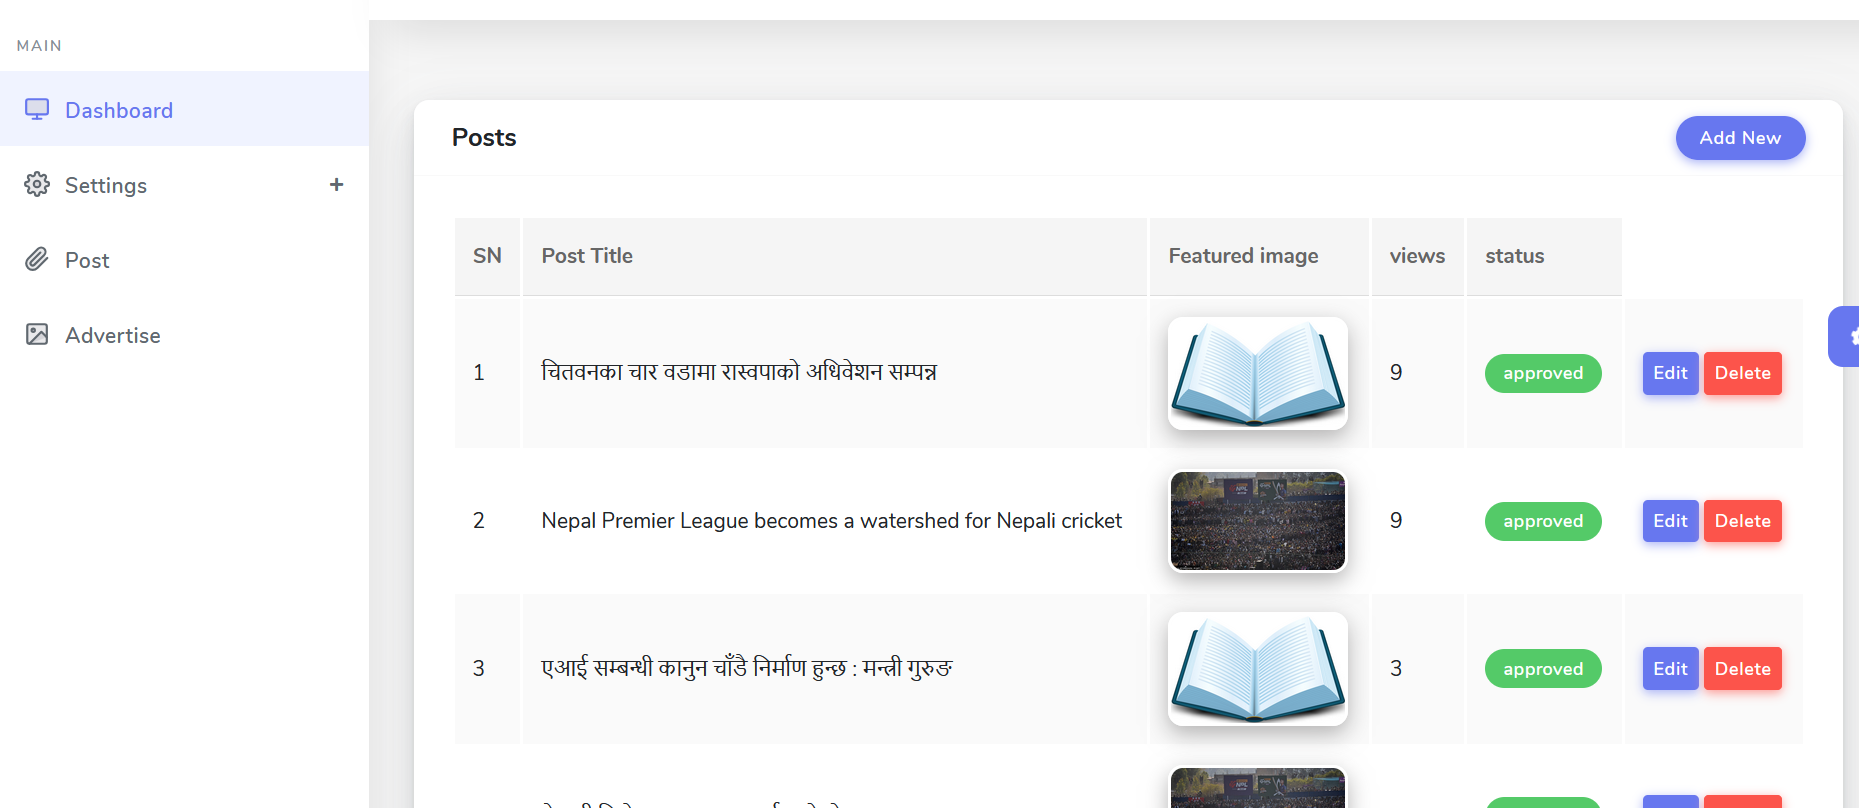 MAIN
Dashboard
Settings +
Post
Advertise
Posts
Add New
SN Post Title Featured image views status
1 चितवनका चार वडामा रास्वपाको अधिवेशन सम्पन्न 9 approved Edit Delete
2 Nepal Premier League becomes a watershed for Nepali cricket 9 approved Edit Delete
3 एआई सम्बन्धी कानुन चाँडै निर्माण हुन्छ : मन्त्री गुरुङ 3 approved Edit Delete